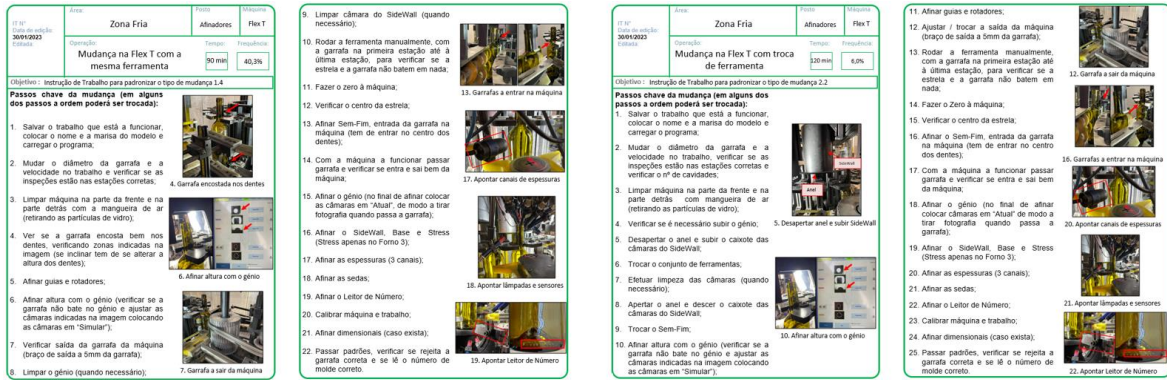 Área:
Zona Fria
Posto
Afinadores
Máquina
Flex T
IT Nº
Data de edição:
30/01/2023
Editada
Operação:
Mudança na Flex T com a
mesma ferramenta
Tempo:
90 min
Frequência:
40,3%
Objetivo : Instrução de Trabalho para padronizar o tipo de mudança 1.4
Passos chave da mudança (em alguns
dos passos a ordem poderá ser trocada):
1. Salvar o trabalho que está a funcionar,
colocar o nome e a marisa do modelo e
carregar o programa;
2. Mudar o diâmetro da garrafa e a
velocidade no trabalho e verificar se as
inspeções estão nas estações corretas;
3. Limpar máquina na parte da frente e na
parte detrás com a mangueira de ar
(retirando as partículas de vidro);
4. Ver se a garrafa encosta bem nos
dentes, verificando zonas indicadas na
imagem (se inclinar tem de se alterar a
altura dos dentes);
5. Afinar guias e rotadores;
6. Afinar altura com o génio (verificar se a
garrafa não bate no génio e ajustar as
câmaras indicadas na imagem colocando
as câmaras em "Simular");
7. Verificar saída da garrafa da máquina
(braço de saída a 5mm da garrafa);
8. Limpar o génio (quando necessário);
4. Garrafa encostada nos dentes
6. Afinar altura com o génio
7. Garrafa a sair da máquina
9. Limpar câmara do SideWall (quando
necessário);
10. Rodar a ferramenta manualmente, com
a garrafa na primeira estação até à
última estação, para verificar se a
estrela e a garrafa não batem em nada;
11. Fazer o zero à máquina;
12. Verificar o centro da estrela;
13. Afinar Sem-Fim, entrada da garrafa na
máquina (tem de entrar no centro dos
dentes);
14. Com a máquina a funcionar passar
garrafa e verificar se entra e sai bem da
máquina;
15. Afinar o génio (no final de afinar colocar
as câmaras em "Atual", de modo a tirar
fotografia quando passa a garrafa);
16. Afinar o SideWall, Base e Stress
(Stress apenas no Forno 3);
17. Afinar as espessuras (3 canais);
18. Afinar as sedas;
19. Afinar o Leitor de Número;
20. Calibrar máquina e trabalho;
21. Afinar dimensionais (caso exista);
22. Passar padrões, verificar se rejeita a
garrafa correta e se lê o número de
molde correto.
13. Garrafas a entrar na máquina
17. Apontar canais de espessuras
18. Apontar lâmpadas e sensores
19. Apontar Leitor de Número
Área:
Zona Fria
Posto
Afinadores
Máquina
Flex T
IT Nº
Data de edição:
30/01/2023
Editada
Operação:
Mudança na Flex T com troca
de ferramenta
Tempo:
120 min
Frequência:
6,0%
Objetivo : Instrução de Trabalho para padronizar o tipo de mudança 2.2
Passos chave da mudança (em alguns dos
passos a ordem poderá ser trocada):
1. Salvar o trabalho que está a funcionar,
colocar o nome e a marisa do modelo e
carregar o programa;
2. Mudar o diâmetro da garrafa e a
velocidade no trabalho, verificar se as
inspeções estão nas estações corretas e
verificar o nº de cavidades;
3. Limpar máquina na parte da frente e na
parte detrás com mangueira de ar
(retirando as partículas de vidro);
4. Verificar se é necessário subir o génio;
5. Desapertar o anel e subir o caixote das
câmaras do SideWall;
6. Trocar o conjunto de ferramentas;
7. Efetuar limpeza das câmaras (quando
necessário);
8. Apertar o anel e descer o caixote das
câmaras do SideWall;
9. Trocar o Sem-Fim;
10. Afinar altura com o génio (verificar se a
garrafa não bate no génio e ajustar as
câmaras indicadas na imagem colocando
as câmaras em "Simular");
Anel
5. Desapertar anel e subir SideWall
10. Afinar altura com o génio
11. Afinar guias e rotadores;
12. Ajustar / trocar a saída da máquina
(braço de saída a 5mm da garrafa);
13. Rodar a ferramenta manualmente,
com a garrafa na primeira estação até
à última estação, para verificar se a
estrela e a garrafa não batem em
nada;
14. Fazer o Zero à máquina;
15. Verificar o centro da estrela;
16. Afinar o Sem-Fim, entrada da garrafa
na máquina (tem de entrar no centro
dos dentes);
17. Com a máquina a funcionar passar
garrafa e verificar se entra e sai bem
da máquina;
18. Afinar o génio (no final de afinar
colocar câmaras em "Atual" de modo a
tirar fotografia quando passa a
garrafa);
19. Afinar o SideWall, Base e Stress
(Stress apenas no Forno 3);
20. Afinar as espessuras (3 canais);
21. Afinar as sedas;
22. Afinar o Leitor de Número;
23. Calibrar máquina e trabalho;
24. Afinar dimensionais (caso exista);
25. Passar padrões, verificar se rejeita a
garrafa correta e se lê o número de
molde correto.
12. Garrafa a sair da máquina
16. Garrafas a entrar na máquina
20. Apontar canais de espessuras
21. Apontar lâmpadas e sensores
22. Apontar Leitor de Número